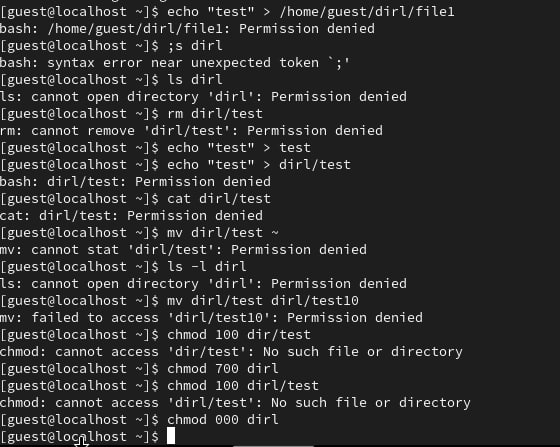 [guest@localhost ~]$ echo "test" > /home/guest/dirl/file1
bash: /home/guest/dirl/file1: Permission denied
[guest@localhost ~]$ ;s dirl
bash: syntax error near unexpected token `;'
[guest@localhost ~]$ ls dirl
ls: cannot open directory 'dirl': Permission denied
[guest@localhost ~]$ rm dirl/test
rm: cannot remove 'dirl/test': Permission denied
[guest@localhost ~]$ echo "test" > test
[guest@localhost ~]$ echo "test" > dirl/test
bash: dirl/test: Permission denied
[guest@localhost ~]$ cat dirl/test
cat: dirl/test: Permission denied
[guest@localhost ~]$ mv dirl/test ~
mv: cannot stat 'dirl/test': Permission denied
[guest@localhost ~]$ ls -l dirl
ls: cannot open directory 'dirl': Permission denied
[guest@localhost ~]$ mv dirl/test dirl/test10
mv: failed to access 'dirl/test10': Permission denied
[guest@localhost ~]$ chmod 100 dir/test
chmod: cannot access 'dir/test': No such file or directory
[guest@localhost ~]$ chmod 700 dirl
[guest@localhost ~]$ chmod 100 dirl/test
chmod: cannot access 'dirl/test': No such file or directory
[guest@localhost ~]$ chmod 000 dirl
[guest@localhost ~]$